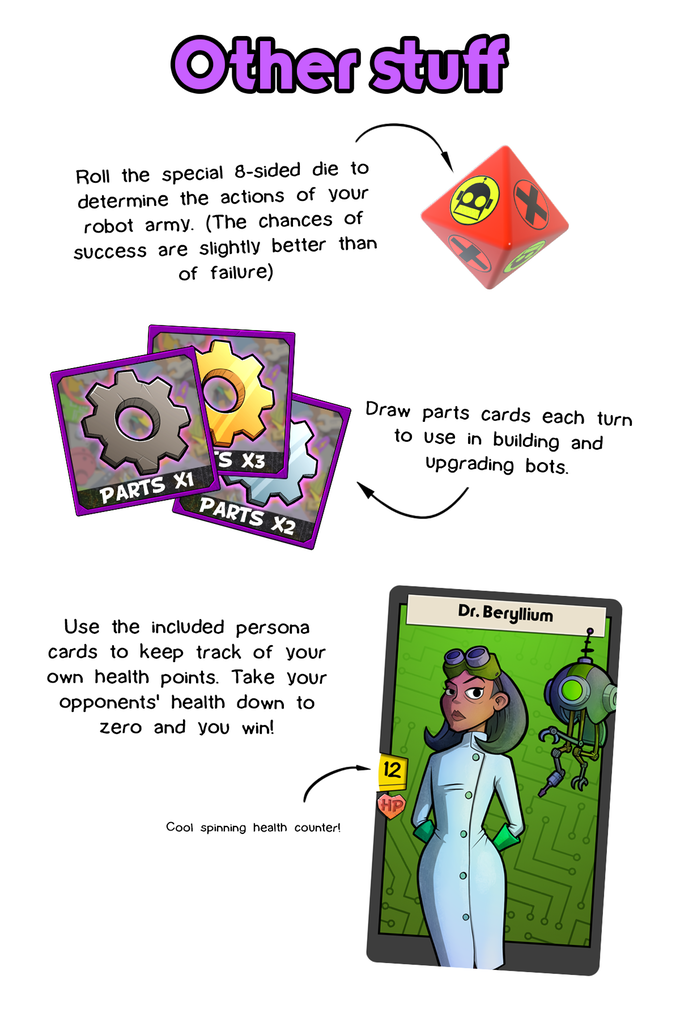 Other stuff
Roll the special 8-sided die to
determine the actions of your
robot army. (The chances of
success are slightly better than
of failure)
PARTS X1
TS X3
PARTS X2
Draw parts cards each turn
to use in building and
upgrading bots.
Use the included persona
cards to keep track of your
own health points. Take your
opponents' health down to
zero and you win!
Cool spinning health counter!
Dr. Beryllium
12
HP